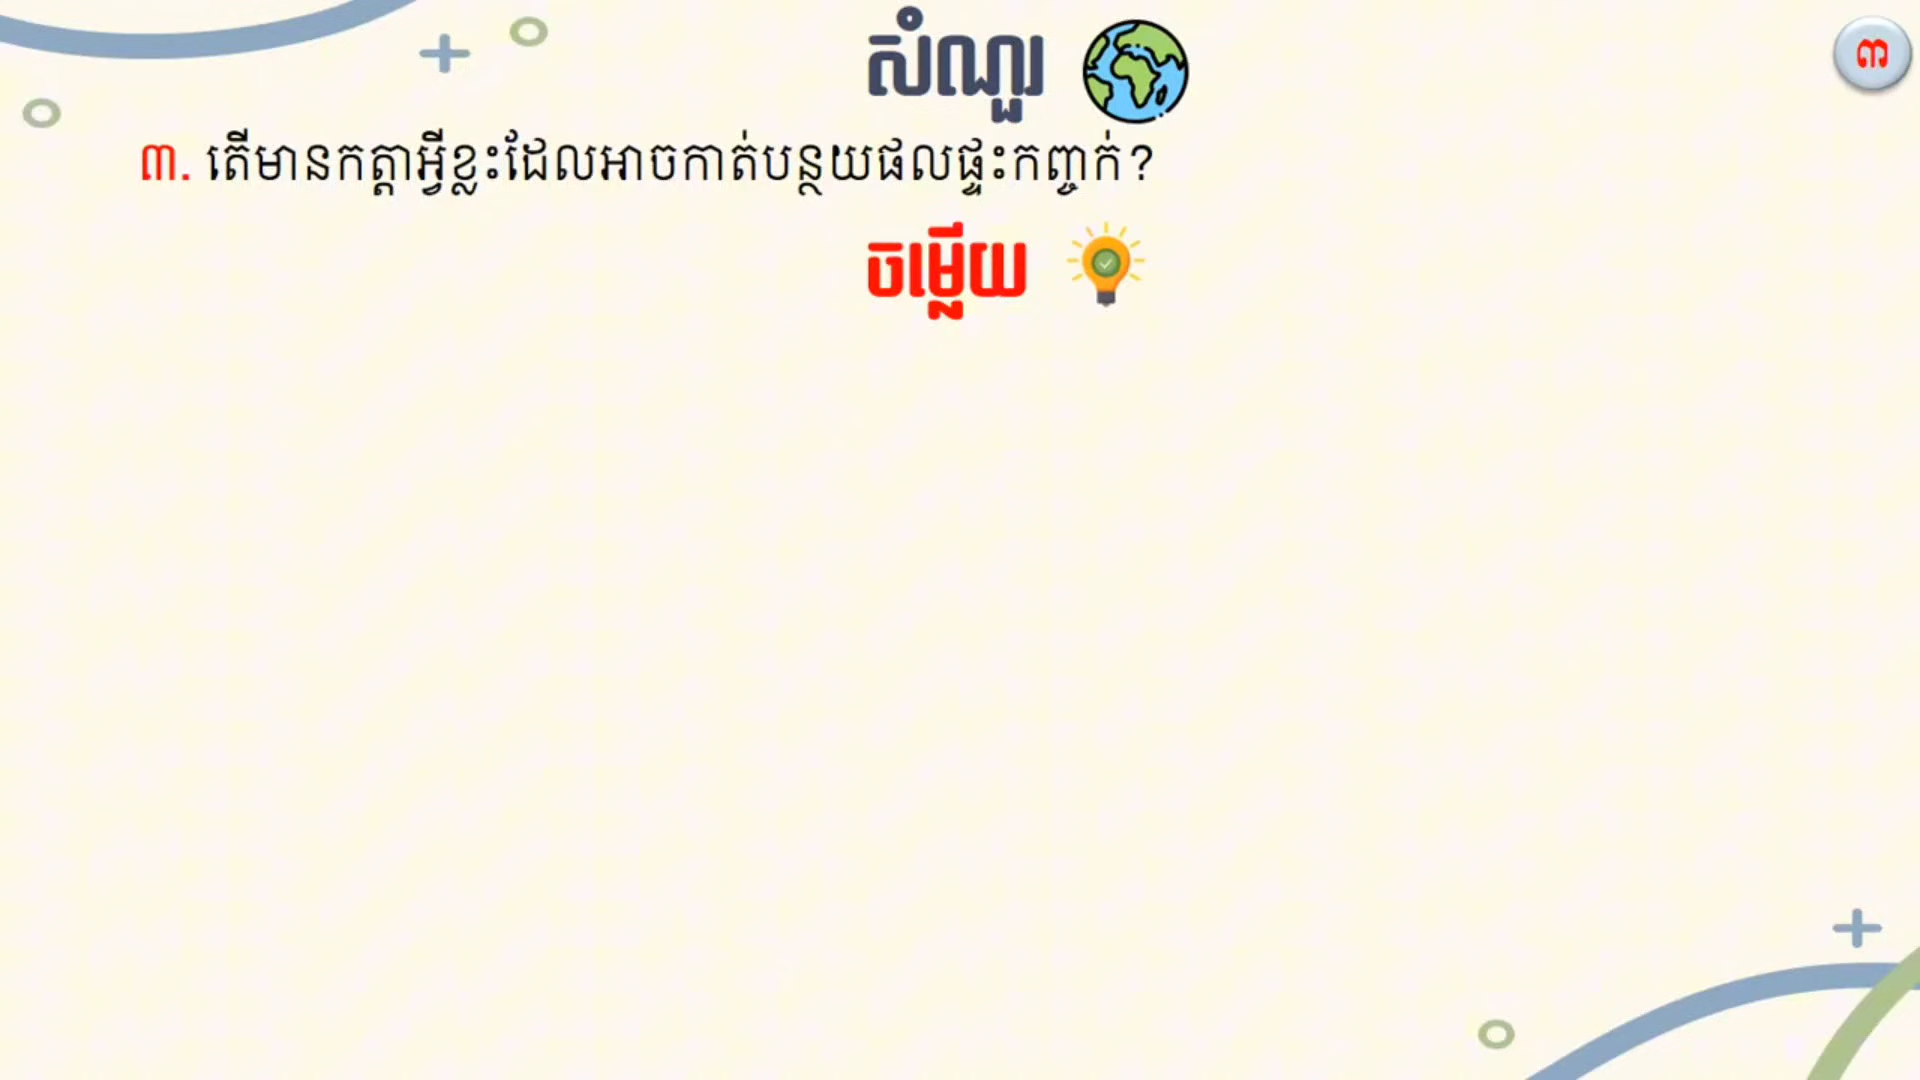 សំណួរ
៣
៣. តើមានកត្តាអ្វីខ្លះដែលអាចកាត់បន្ថយផលផ្ទះកញ្ចក់?
ចម្លើយ